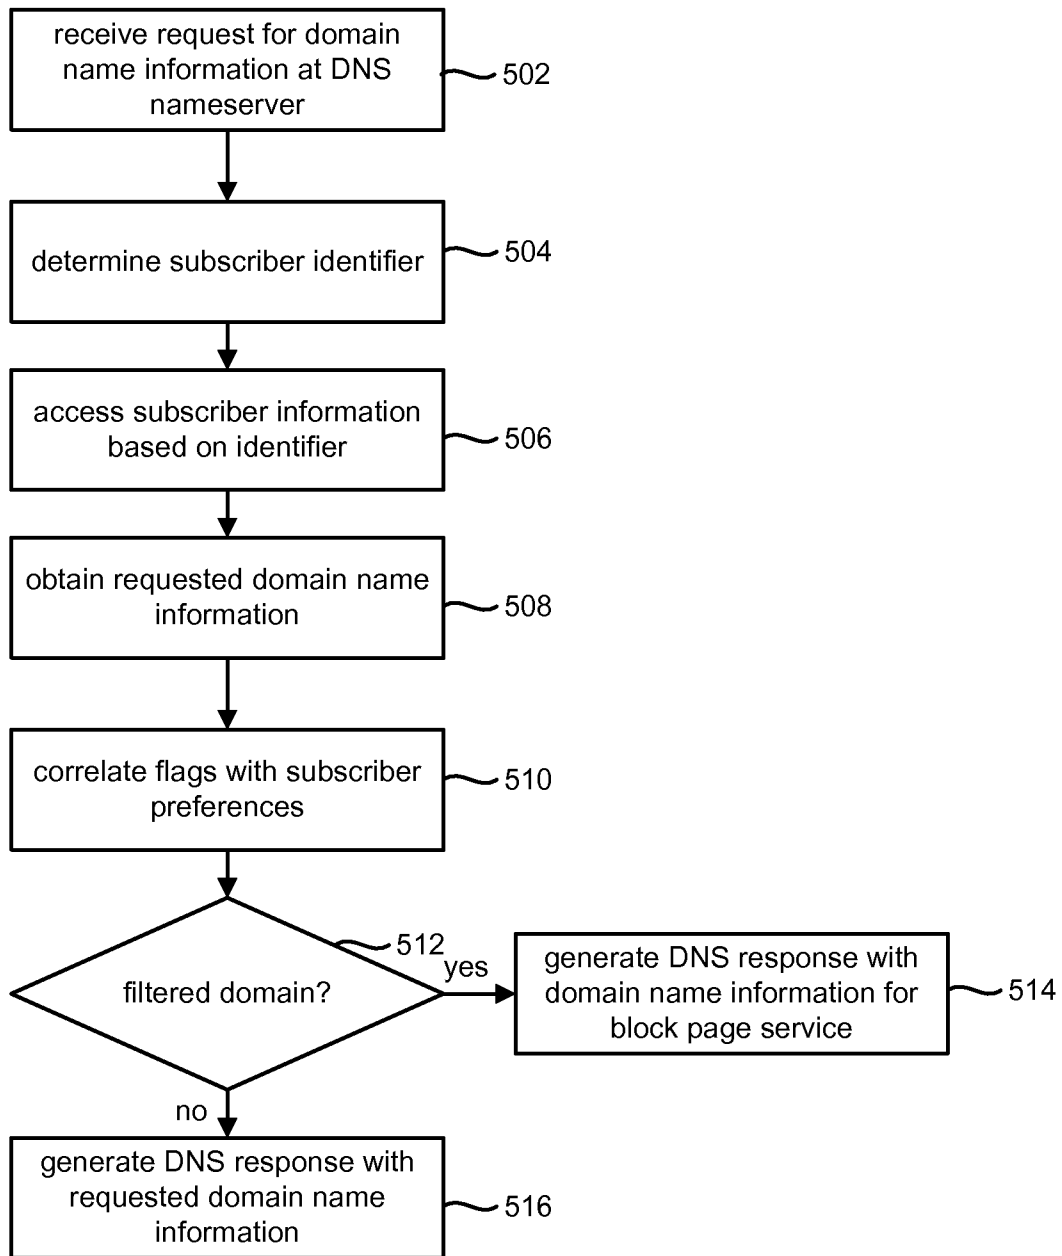 receive request for domain
name information at DNS
nameserver
502
determine subscriber identifier
504
access subscriber information
based on identifier
506
obtain requested domain name
information
508
correlate flags with subscriber
preferences
510
filtered domain?
512
yes
generate DNS response with
domain name information for
block page service
514
no
generate DNS response with
requested domain name
information
516